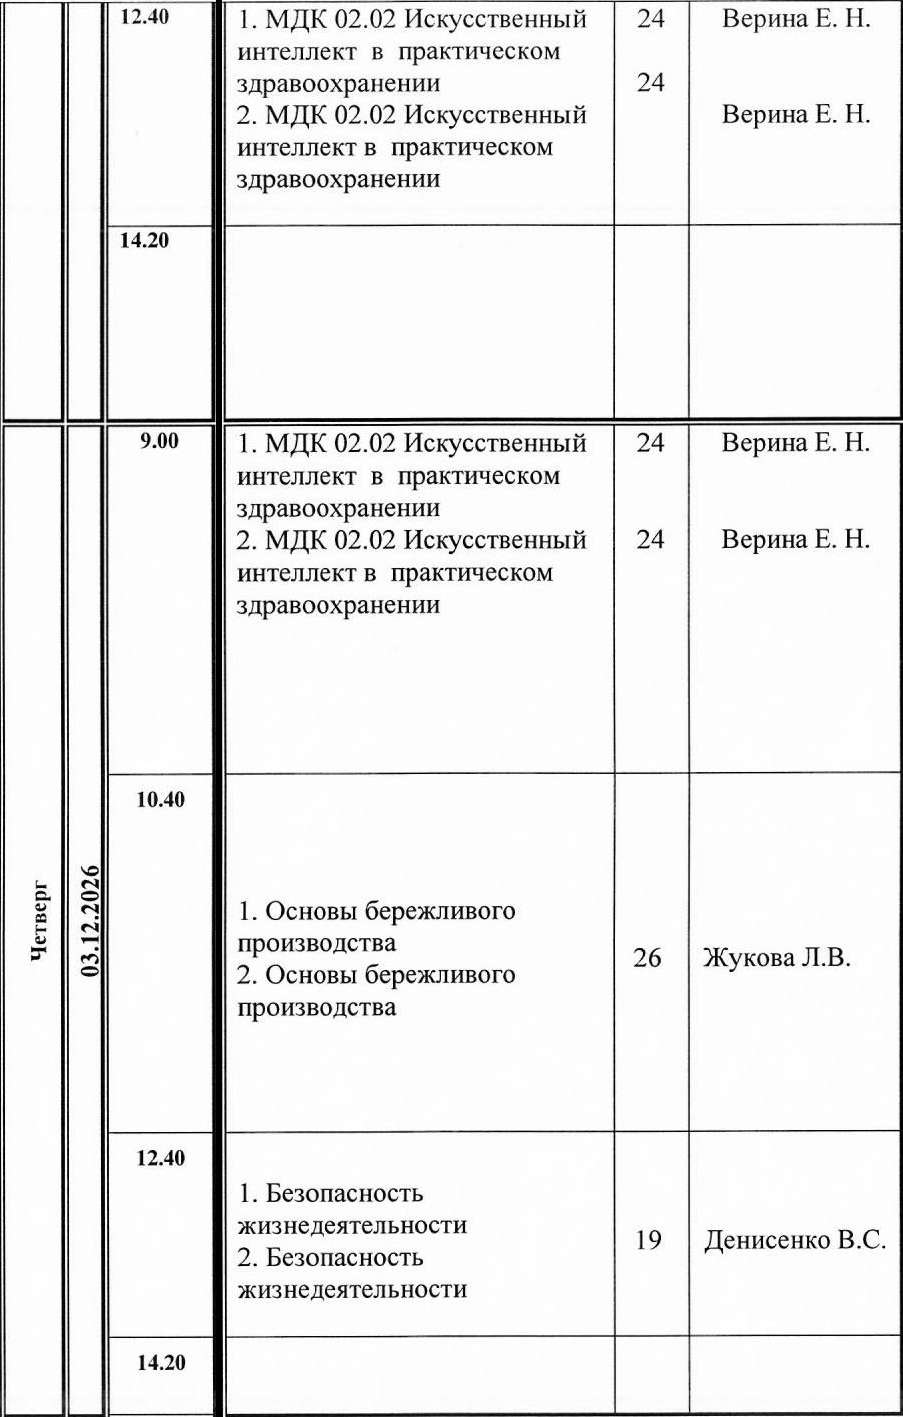 12.40
1. МДК 02.02 Искусственный
интеллект в практическом
здравоохранении
2. МДК 02.02 Искусственный
интеллект в практическом
здравоохранении
24
24
Верина Е. Н.
Верина Е. Н.
14.20
Четверг
03.12.2026
9.00
1. МДК 02.02 Искусственный
интеллект в практическом
здравоохранении
2. МДК 02.02 Искусственный
интеллект в практическом
здравоохранении
24
24
Верина Е. Н.
Верина Е. Н.
10.40
1. Основы бережливого
производства
2. Основы бережливого
производства
26
Жукова Л.В.
12.40
1. Безопасность
жизнедеятельности
2. Безопасность
жизнедеятельности
19
Денисенко В.С.
14.20